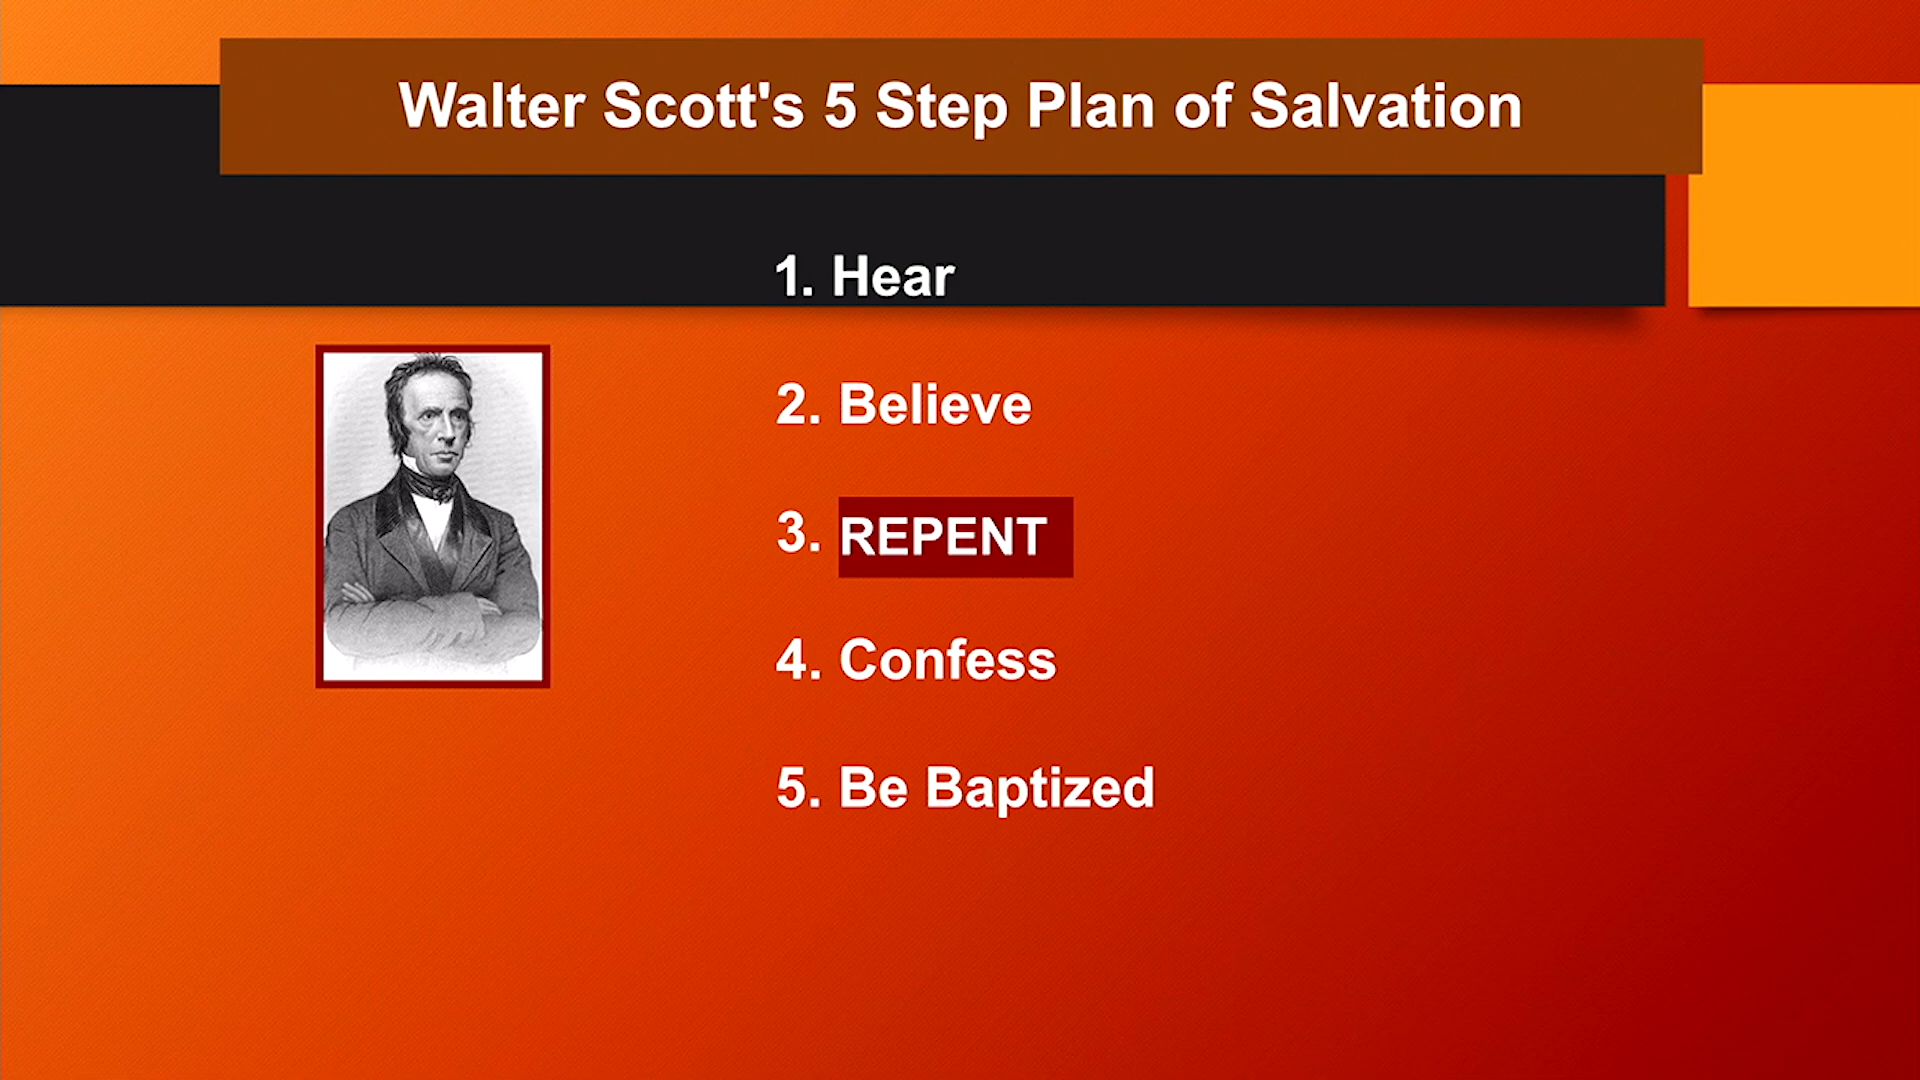 Walter Scott's 5 Step Plan of Salvation
1. Hear
2. Believe
3. REPENT
4. Confess
5. Be Baptized